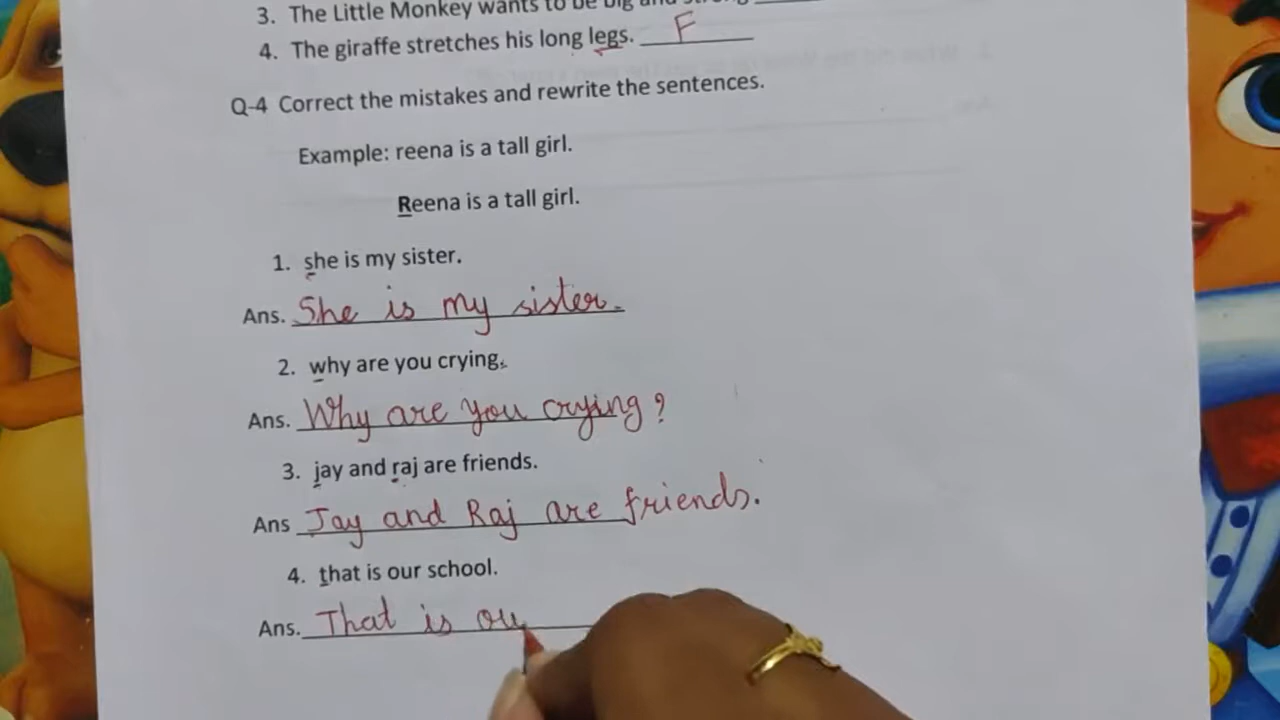 3. The Little Monkey wants to be big and strong
4. The giraffe stretches his long legs. F
Q-4 Correct the mistakes and rewrite the sentences.
Example: reena is a tall girl.
Reena is a tall girl.
1. she is my sister.
Ans. She is my sister.
2. why are you crying.
Ans. Why are you crying?
3. jay and raj are friends.
Ans Jay and Raj are friends.
4. that is our school.
Ans. That is ou